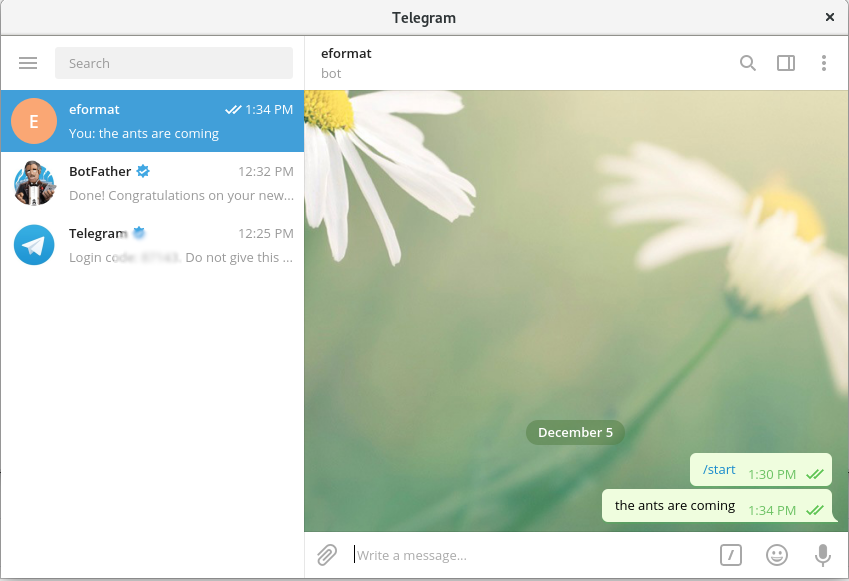 Telegram
Search
eformat
bot
E
eformat 1:34 PM
You: the ants are coming
BotFather 12:32 PM
Done! Congratulations on your new...
Telegram 12:25 PM
Login code: Do not give this ...
December 5
/start 1:30 PM
the ants are coming 1:34 PM
Write a message...